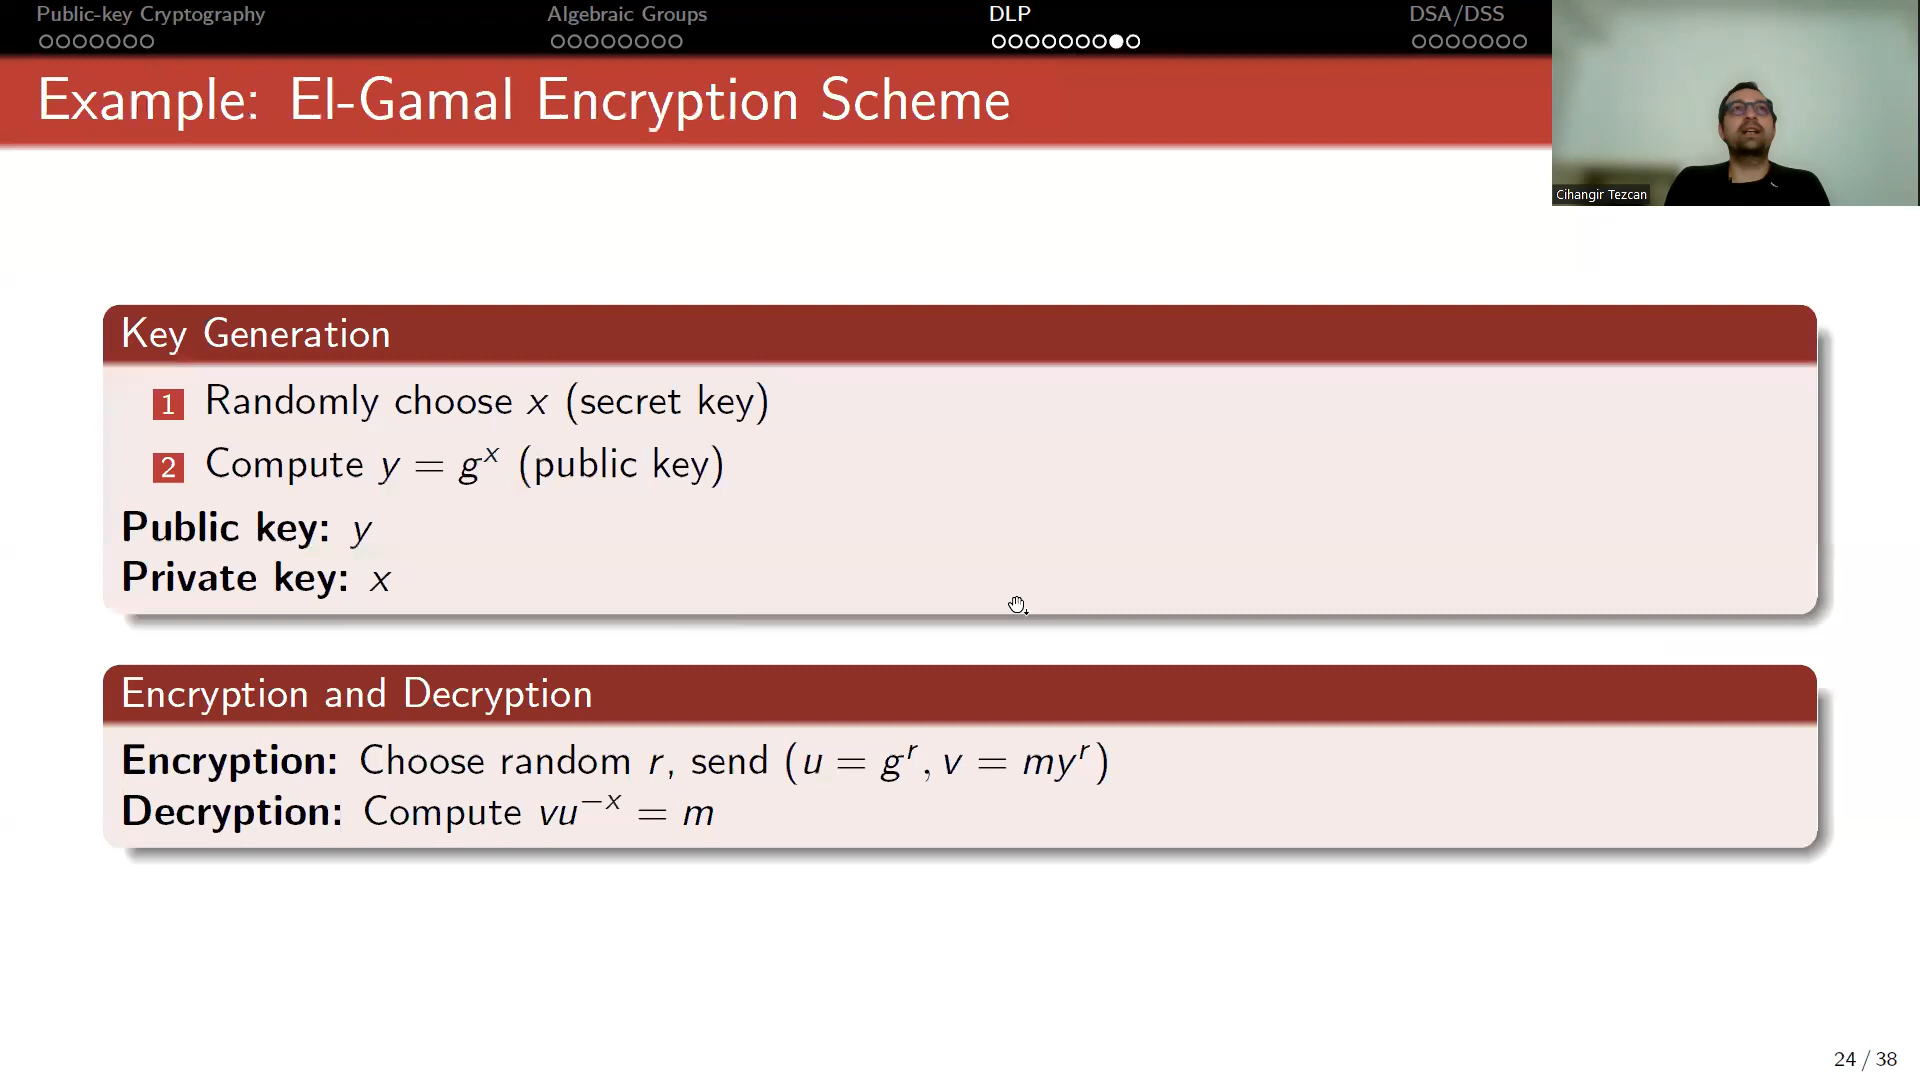 Public-key Cryptography
Algebraic Groups
DLP
DSA/DSS
Example: El-Gamal Encryption Scheme
Cihangir Tezcan
Key Generation
1 Randomly choose x (secret key)
2 Compute y = g^x (public key)
Public key: y
Private key: x
Encryption and Decryption
Encryption: Choose random r, send (u = g^r, v = my^r)
Decryption: Compute vu^−x = m
24 / 38